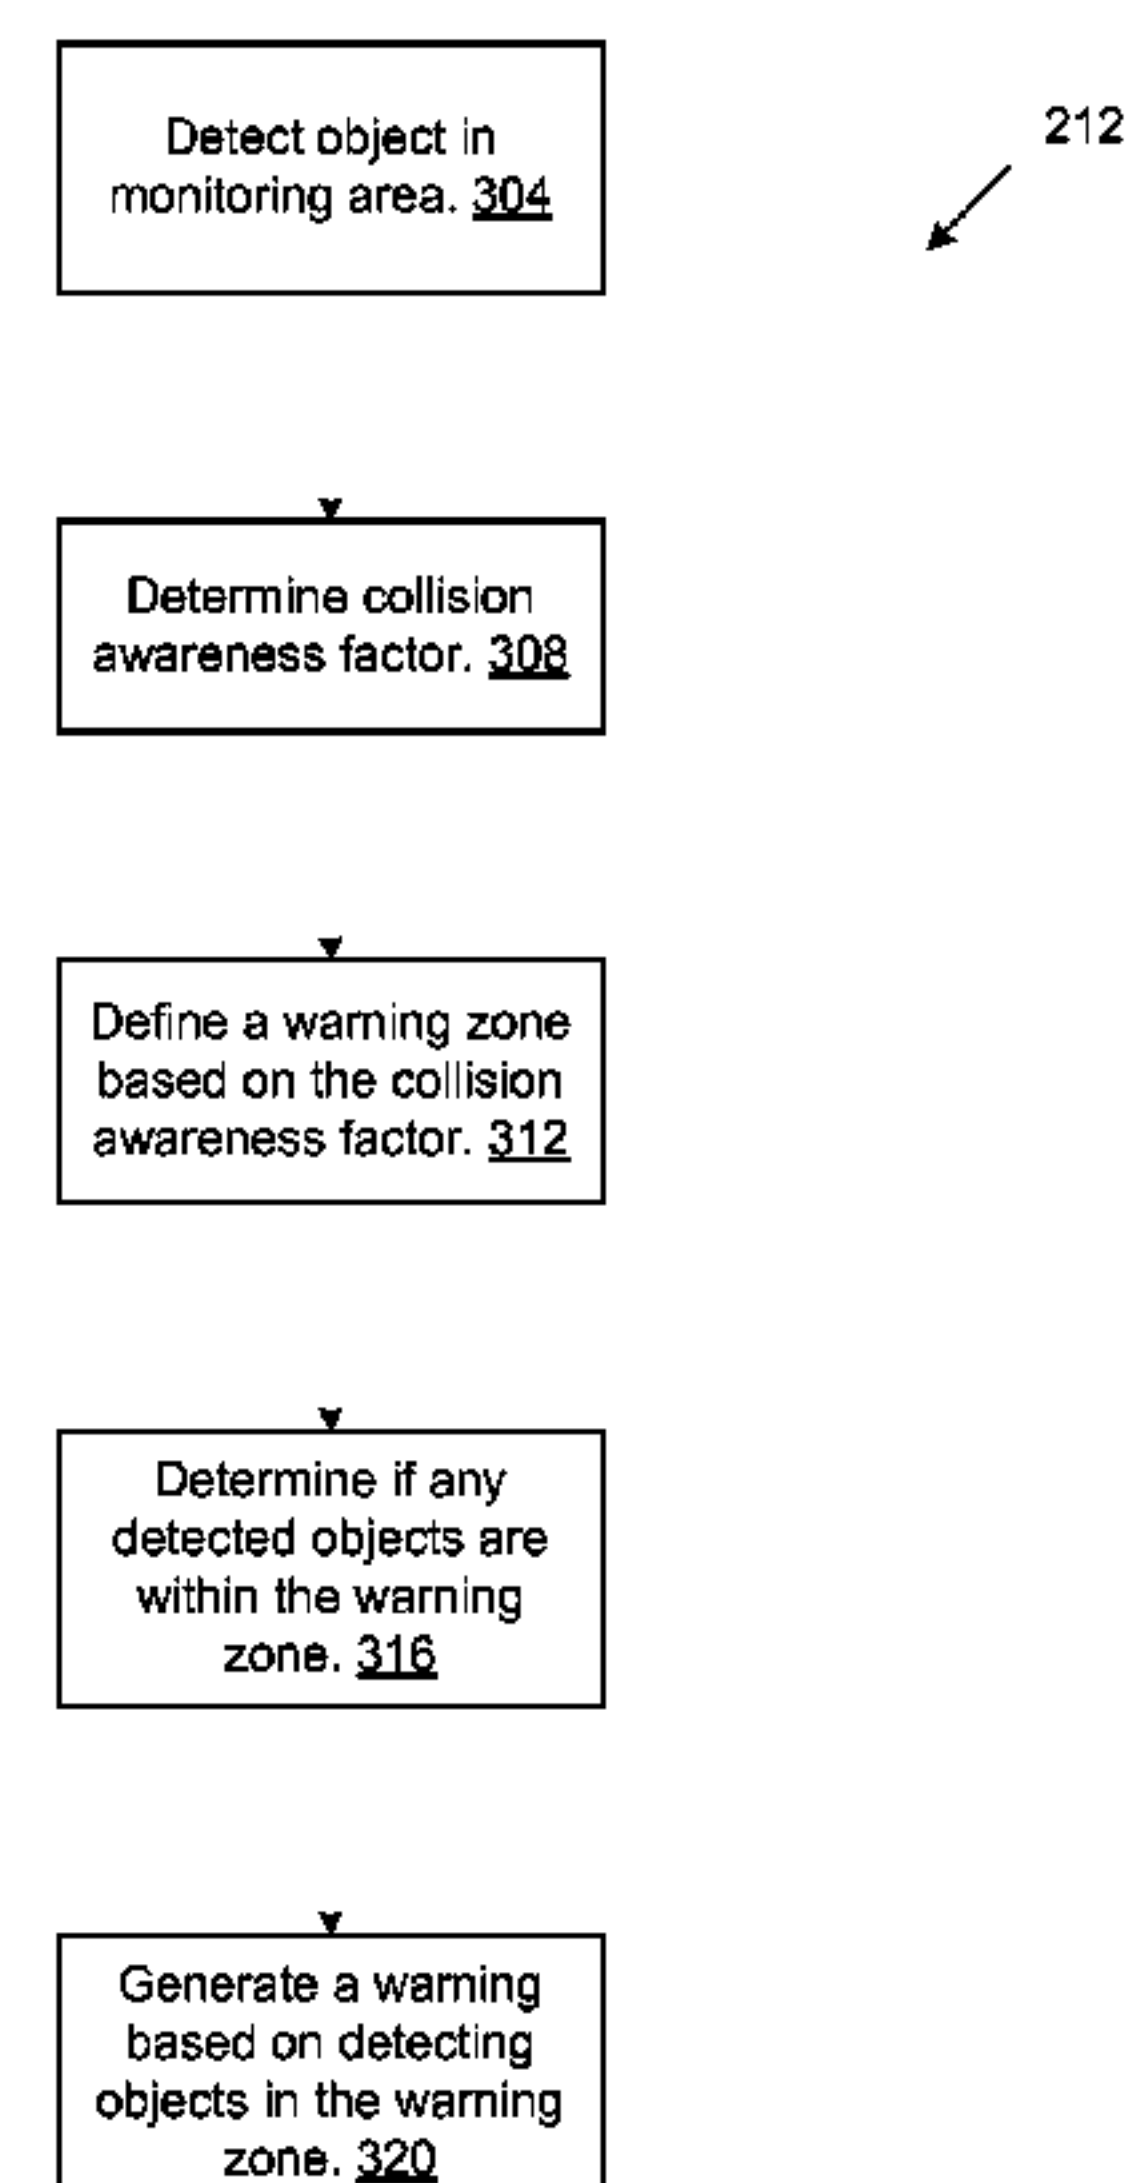 Detect object in
monitoring area. 304
212
Determine collision
awareness factor. 308
Define a warning zone
based on the collision
awareness factor. 312
Determine if any
detected objects are
within the warning
zone. 316
Generate a warning
based on detecting
objects in the warning
zone. 320